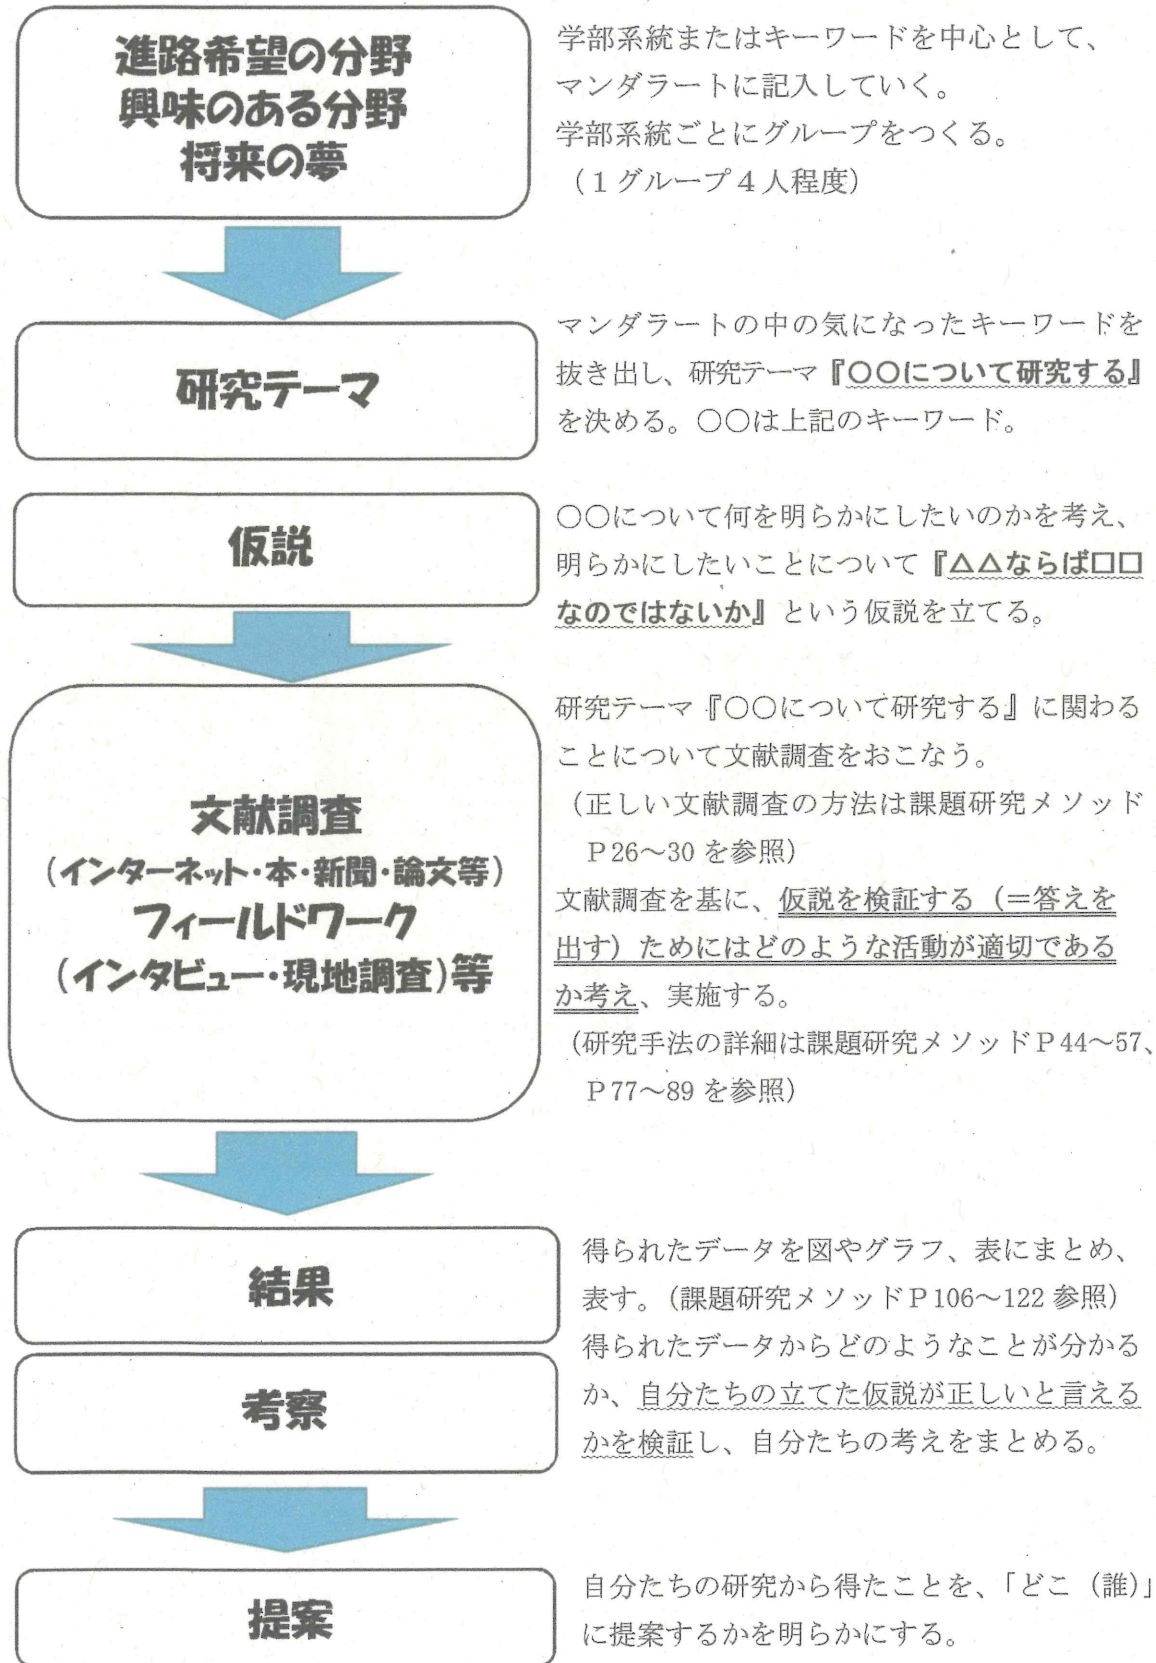 進路希望の分野
興味のある分野
将来の夢
学部系統またはキーワードを中心として、
マンダラートに記入していく。
学部系統ごとにグループをつくる。
（１グループ４人程度）
研究テーマ
マンダラートの中の気になったキーワードを
抜き出し、研究テーマ『〇〇について研究する』
を決める。〇〇は上記のキーワード。
仮説
〇〇について何を明らかにしたいのかを考え、
明らかにしたいことについて『△△ならば□□
なのではないか』という仮説を立てる。
文献調査
（インターネット・本・新聞・論文等）
フィールドワーク
（インタビュー・現地調査）等
研究テーマ『〇〇について研究する』に関わる
ことについて文献調査をおこなう。
（正しい文献調査の方法は課題研究メソッド
Ｐ26～30 を参照）
文献調査を基に、仮説を検証する（＝答えを
出す）ためにはどのような活動が適切である
か考え、実施する。
（研究手法の詳細は課題研究メソッドＰ44～57、
Ｐ77～89 を参照）
結果
得られたデータを図やグラフ、表にまとめ、
表す。（課題研究メソッドＰ106～122 参照）
考察
得られたデータからどのようなことが分かる
か、自分たちの立てた仮説が正しいと言える
かを検証し、自分たちの考えをまとめる。
提案
自分たちの研究から得たことを、「どこ（誰）」
に提案するかを明らかにする。